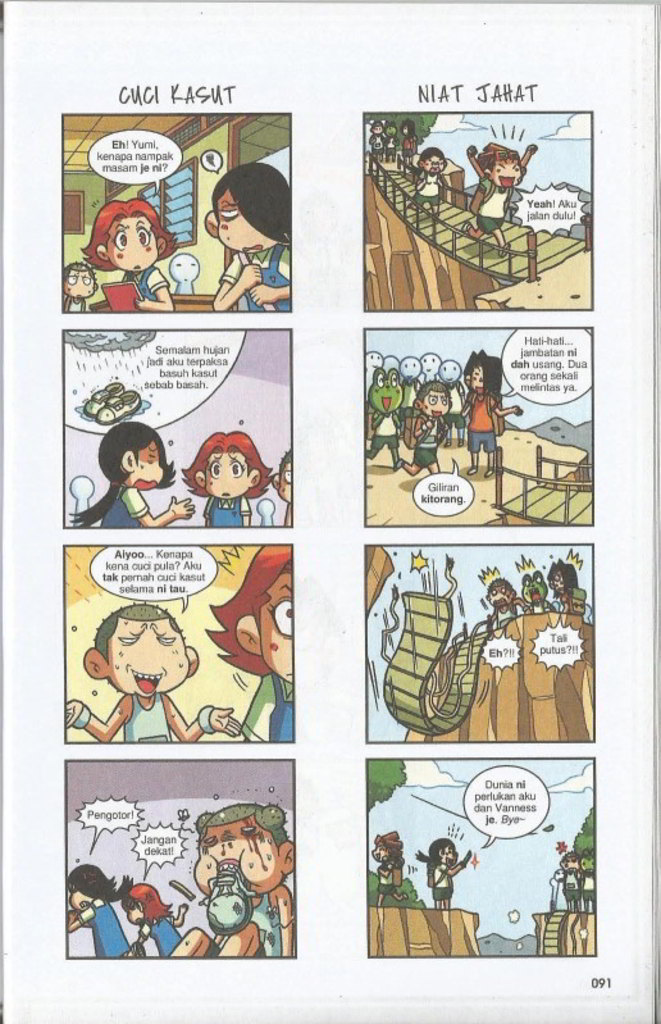 CUCI KASUT
Eh! Yumi,
kenapa nampak
masam je ni?
Semalam hujan
jadi aku terpaksa
basuh kasut
sebab basah.
Aiyoo... Kenapa
kena cuci pula? Aku
tak pernah cuci kasut
selama ni tau.
Pengotor!
Jangan
dekat!
NIAT JAHAT
Yeah! Aku
jalan dulu!
Hati-hati...
jambatan ni
dah usang. Dua
orang sekali
melintas ya.
Giliran
kitorang.
Eh?!!
Tali
putus?!!
Dunia ni
perlukan aku
dan Vanness
je. Bye~
091